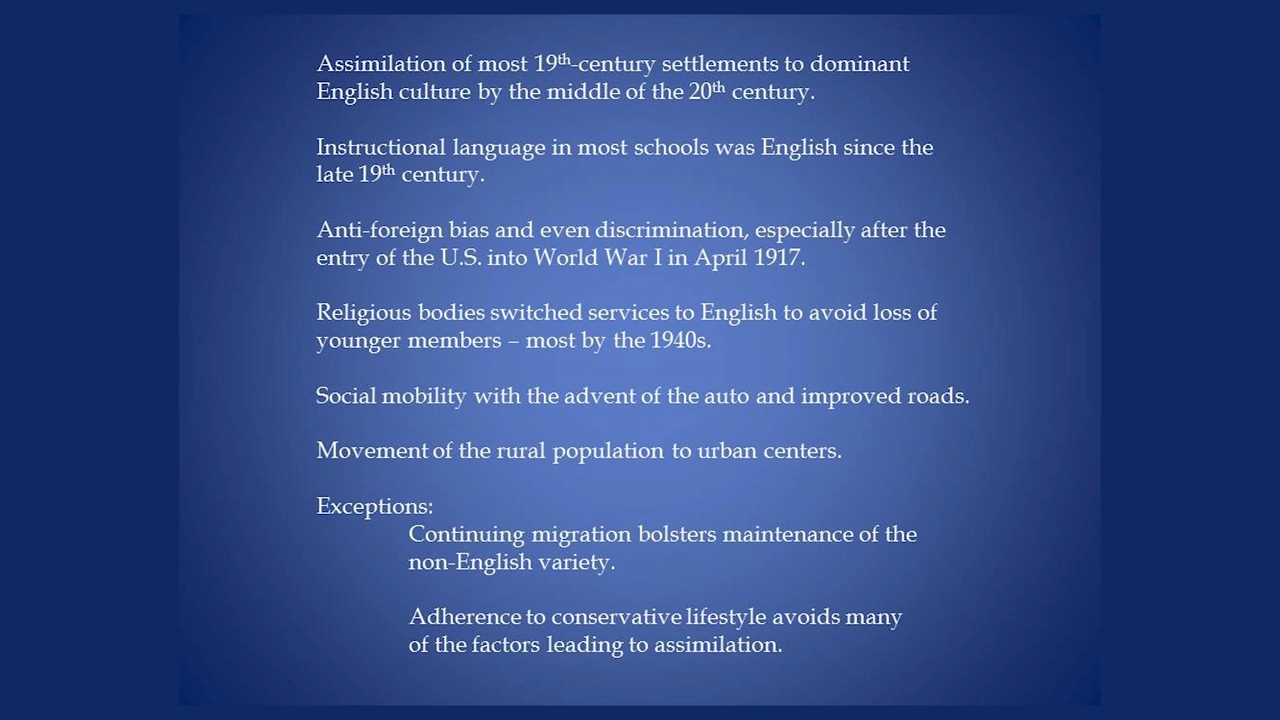 Assimilation of most 19th-century settlements to dominant
English culture by the middle of the 20th century.
Instructional language in most schools was English since the
late 19th century.
Anti-foreign bias and even discrimination, especially after the
entry of the U.S. into World War I in April 1917.
Religious bodies switched services to English to avoid loss of
younger members – most by the 1940s.
Social mobility with the advent of the auto and improved roads.
Movement of the rural population to urban centers.
Exceptions:
Continuing migration bolsters maintenance of the
non-English variety.
Adherence to conservative lifestyle avoids many
of the factors leading to assimilation.